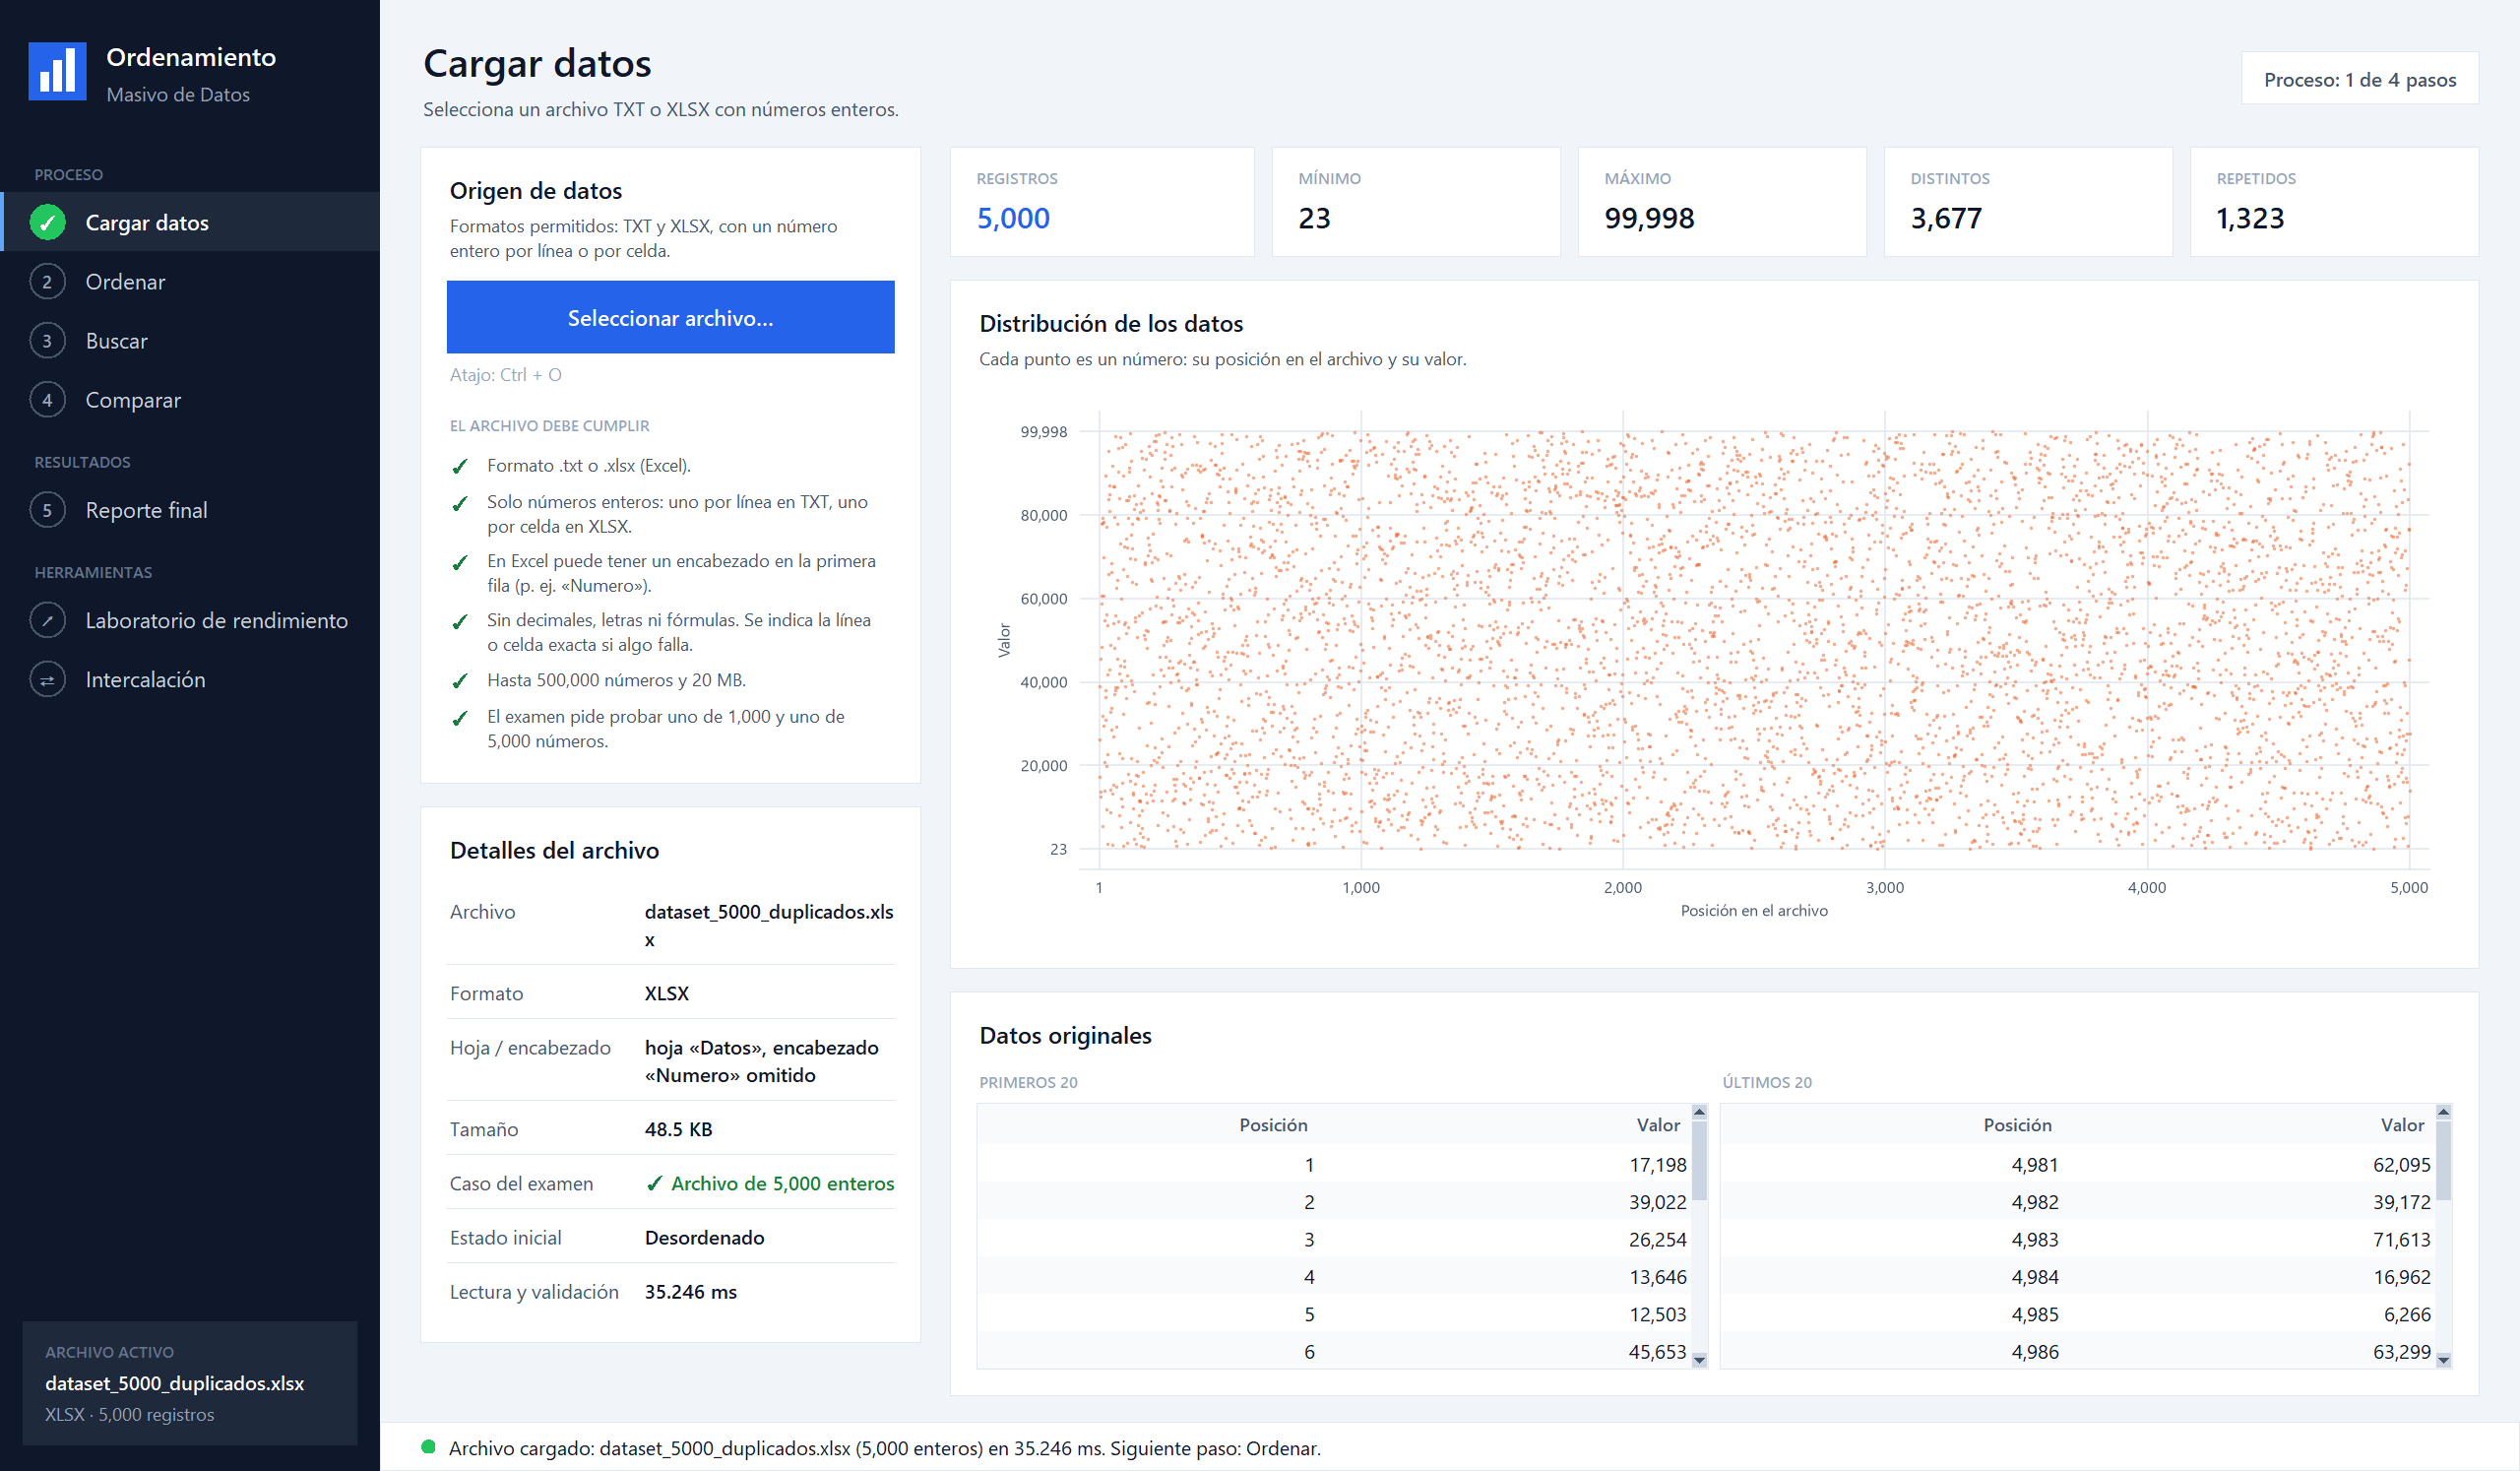 Ordenamiento
Masivo de Datos
PROCESO
Cargar datos
2 Ordenar
3 Buscar
4 Comparar
RESULTADOS
5 Reporte final
HERRAMIENTAS
Laboratorio de rendimiento
Intercalación
ARCHIVO ACTIVO
dataset_5000_duplicados.xlsx
XLSX · 5,000 registros
Cargar datos
Selecciona un archivo TXT o XLSX con números enteros.
Proceso: 1 de 4 pasos
Origen de datos
Formatos permitidos: TXT y XLSX, con un número
entero por línea o por celda.
Seleccionar archivo...
Atajo: Ctrl + O
EL ARCHIVO DEBE CUMPLIR
✓ Formato .txt o .xlsx (Excel).
✓ Solo números enteros: uno por línea en TXT, uno
por celda en XLSX.
✓ En Excel puede tener un encabezado en la primera
fila (p. ej. «Numero»).
✓ Sin decimales, letras ni fórmulas. Se indica la línea
o celda exacta si algo falla.
✓ Hasta 500,000 números y 20 MB.
✓ El examen pide probar uno de 1,000 y uno de
5,000 números.
Detalles del archivo
Archivo dataset_5000_duplicados.xls
x
Formato XLSX
Hoja / encabezado hoja «Datos», encabezado
«Numero» omitido
Tamaño 48.5 KB
Caso del examen ✓ Archivo de 5,000 enteros
Estado inicial Desordenado
Lectura y validación 35.246 ms
REGISTROS
5,000
MÍNIMO
23
MÁXIMO
99,998
DISTINTOS
3,677
REPETIDOS
1,323
Distribución de los datos
Cada punto es un número: su posición en el archivo y su valor.
Valor
99,998
80,000
60,000
40,000
20,000
23
1 1,000 2,000 3,000 4,000 5,000
Posición en el archivo
Datos originales
PRIMEROS 20
Posición Valor
1 17,198
2 39,022
3 26,254
4 13,646
5 12,503
6 45,653
ÚLTIMOS 20
Posición Valor
4,981 62,095
4,982 39,172
4,983 71,613
4,984 16,962
4,985 6,266
4,986 63,299
Archivo cargado: dataset_5000_duplicados.xlsx (5,000 enteros) en 35.246 ms. Siguiente paso: Ordenar.